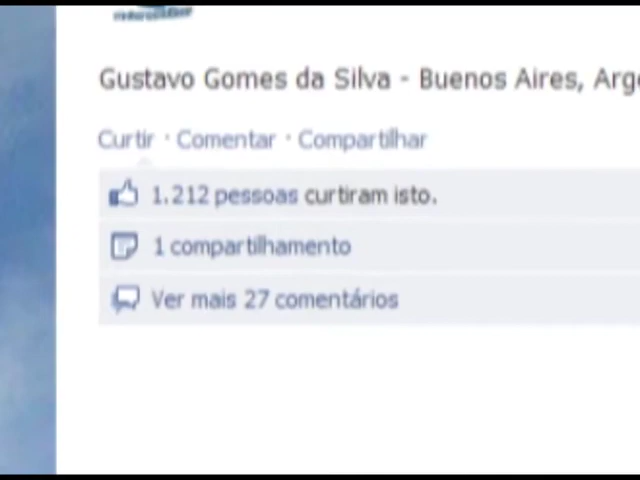 Gustavo Gomes da Silva - Buenos Aires, Arg
Curtir · Comentar · Compartilhar
1.212 pessoas curtiram isto.
1 compartilhamento
Ver mais 27 comentários